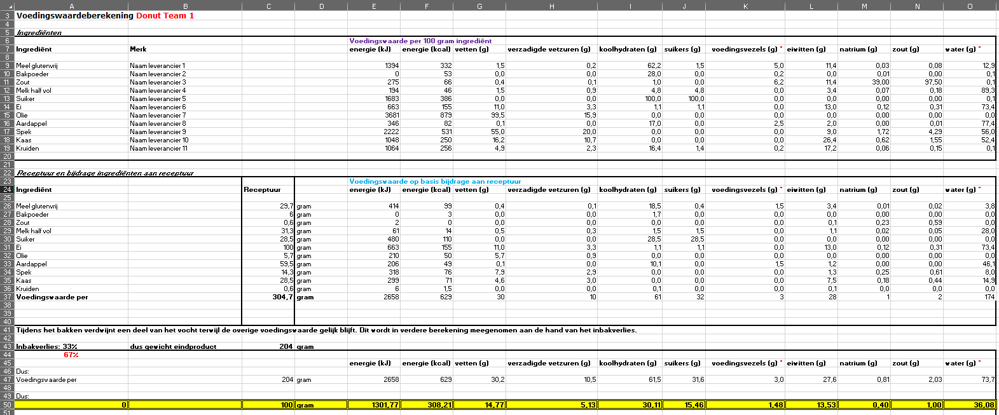 A B C D E F G H I J K L M N O
3 Voedingswaardeberekening Donut Team 1
4
5 Ingrediënten
6 Voedingswaarde per 100 gram ingrediënt
7 Ingrediënt Merk energie (kJ) energie (kcal) vetten (g) verzadigde vetzuren (g) koolhydraten (g) suikers (g) voedingsvezels (g) * eiwitten (g) natrium (g) zout (g) water (g) *
8
9 Meel glutenvrij Naam leverancier 1 1394 332 1,5 0,2 62,2 1,5 5,0 11,4 0,03 0,08 12,9
10 Bakpoeder Naam leverancier 2 0 53 0,0 0,0 28,0 0,0 0,2 0,0 0,01 0,00 0,1
11 Zout Naam leverancier 3 275 66 0,4 0,1 1,0 0,0 6,2 11,4 39,00 97,50 0,1
12 Melk half vol Naam leverancier 4 194 46 1,5 0,9 4,8 4,8 0,0 3,4 0,07 0,18 89,3
13 Suiker Naam leverancier 5 1683 386 0,0 0,0 100,0 100,0 0,0 0,0 0,00 0,00 0,1
14 Ei Naam leverancier 6 663 155 11,0 3,3 1,1 1,1 0,0 13,0 0,12 0,31 73,4
15 Olie Naam leverancier 7 3681 879 99,5 15,9 0,0 0,0 0,0 0,0 0,00 0,00 0,0
16 Aardappel Naam leverancier 8 346 82 0,1 0,0 17,0 0,0 2,5 2,0 0,00 0,01 77,4
17 Spek Naam leverancier 9 2222 531 55,0 20,0 0,0 0,0 0,0 9,0 1,72 4,29 56,0
18 Kaas Naam leverancier 10 1048 250 16,2 10,7 0,0 0,0 0,0 26,4 0,62 1,55 52,4
19 Kruiden Naam leverancier 11 1064 256 4,9 2,3 16,4 1,4 0,2 17,2 0,06 0,15 0,1
20
21
22 Receptuur en bijdrage ingrediënten aan receptuur
23 Voedingswaarde op basis bijdrage aan receptuur
24 Ingrediënt Receptuur energie (kJ) energie (kcal) vetten (g) verzadigde vetzuren (g) koolhydraten (g) suikers (g) voedingsvezels (g) * eiwitten (g) natrium (g) zout (g) water (g) *
25
26 Meel glutenvrij 29,7 gram 414 99 0,4 0,1 18,5 0,4 1,5 3,4 0,01 0,02 3,8
27 Bakpoeder 6 gram 0 3 0,0 0,0 1,7 0,0 0,0 0,0 0,00 0,00 0,0
28 Zout 0,6 gram 2 0 0,0 0,0 0,0 0,0 0,0 0,1 0,23 0,59 0,0
29 Melk half vol 31,3 gram 61 14 0,5 0,3 1,5 1,5 0,0 1,1 0,02 0,05 28,0
30 Suiker 28,5 gram 480 110 0,0 0,0 28,5 28,5 0,0 0,0 0,00 0,00 0,0
31 Ei 100 gram 663 155 11,0 3,3 1,1 1,1 0,0 13,0 0,12 0,31 73,4
32 Olie 5,7 gram 210 50 5,7 0,9 0,0 0,0 0,0 0,0 0,00 0,00 0,0
33 Aardappel 59,5 gram 206 49 0,1 0,0 10,1 0,0 1,5 1,2 0,00 0,00 46,1
34 Spek 14,3 gram 318 76 7,9 2,9 0,0 0,0 0,0 1,3 0,25 0,61 8,0
35 Kaas 28,5 gram 299 71 4,6 3,0 0,0 0,0 0,0 7,5 0,18 0,44 14,9
36 Kruiden 0,6 gram 6 1,5 0,0 0,0 0,1 0,0 0,0 0,1 0,00 0,00 0,0
37 Voedingswaarde per 304,7 gram 2658 629 30 10 61 32 3 28 1 2 174
38
39
40
41 Tijdens het bakken verdwijnt een deel van het vocht terwijl de overige voedingswaarde gelijk blijft. Dit wordt in verdere berekening meegenomen aan de hand van het inbakverlies.
42
43 Inbakverlies: 33% dus gewicht eindproduct 204 gram
44 67%
45 energie (kJ) energie (kcal) vetten (g) verzadigde vetzuren (g) koolhydraten (g) suikers (g) voedingsvezels (g) * eiwitten (g) natrium (g) zout (g) water (g) *
46 Dus:
47 Voedingswaarde per 204 gram 2658 629 30,2 10,5 61,5 31,6 3,0 27,6 0,81 2,03 73,7
48
49 Dus:
50 0 100 gram 1301,77 308,21 14,77 5,13 30,11 15,46 1,48 13,53 0,40 1,00 36,08
51